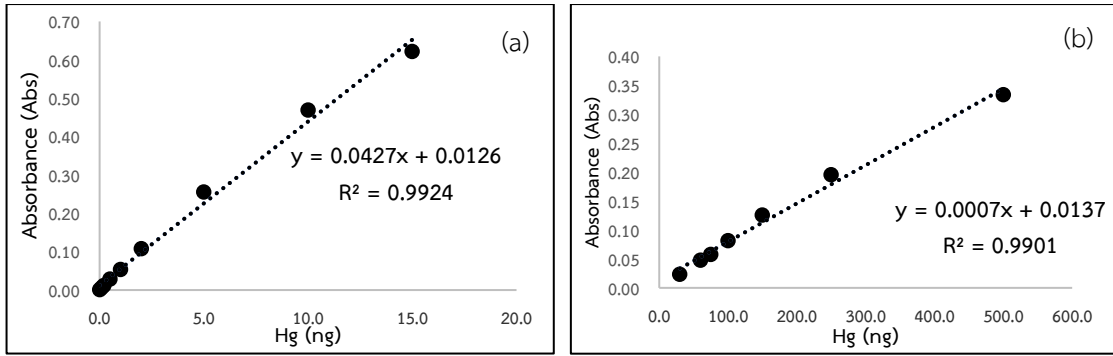 (a)
Absorbance (Abs)
0.70
0.60
0.50
0.40
0.30
0.20
0.10
0.00
y = 0.0427x + 0.0126
R² = 0.9924
0.0 5.0 10.0 15.0 20.0
Hg (ng)
(b)
Absorbance (Abs)
0.40
0.35
0.30
0.25
0.20
0.15
0.10
0.05
0.00
y = 0.0007x + 0.0137
R² = 0.9901
0.0 100.0 200.0 300.0 400.0 500.0 600.0
Hg (ng)